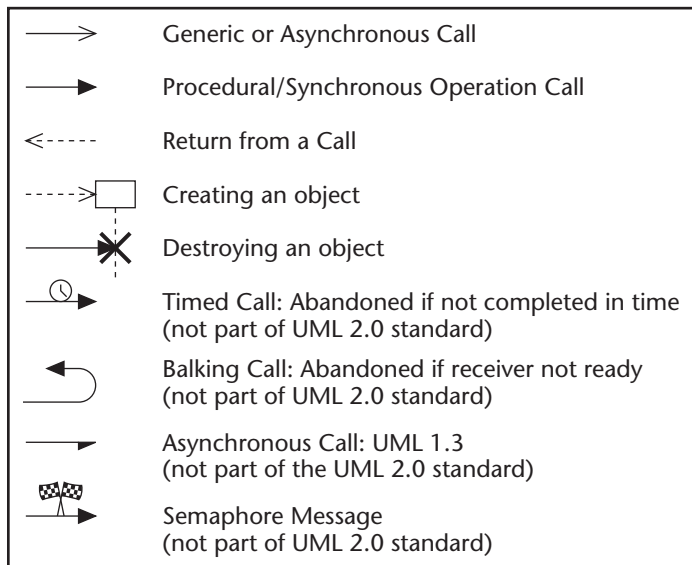 Generic or Asynchronous Call
Procedural/Synchronous Operation Call
Return from a Call
Creating an object
Destroying an object
Timed Call: Abandoned if not completed in time
(not part of UML 2.0 standard)
Balking Call: Abandoned if receiver not ready
(not part of UML 2.0 standard)
Asynchronous Call: UML 1.3
(not part of the UML 2.0 standard)
Semaphore Message
(not part of UML 2.0 standard)